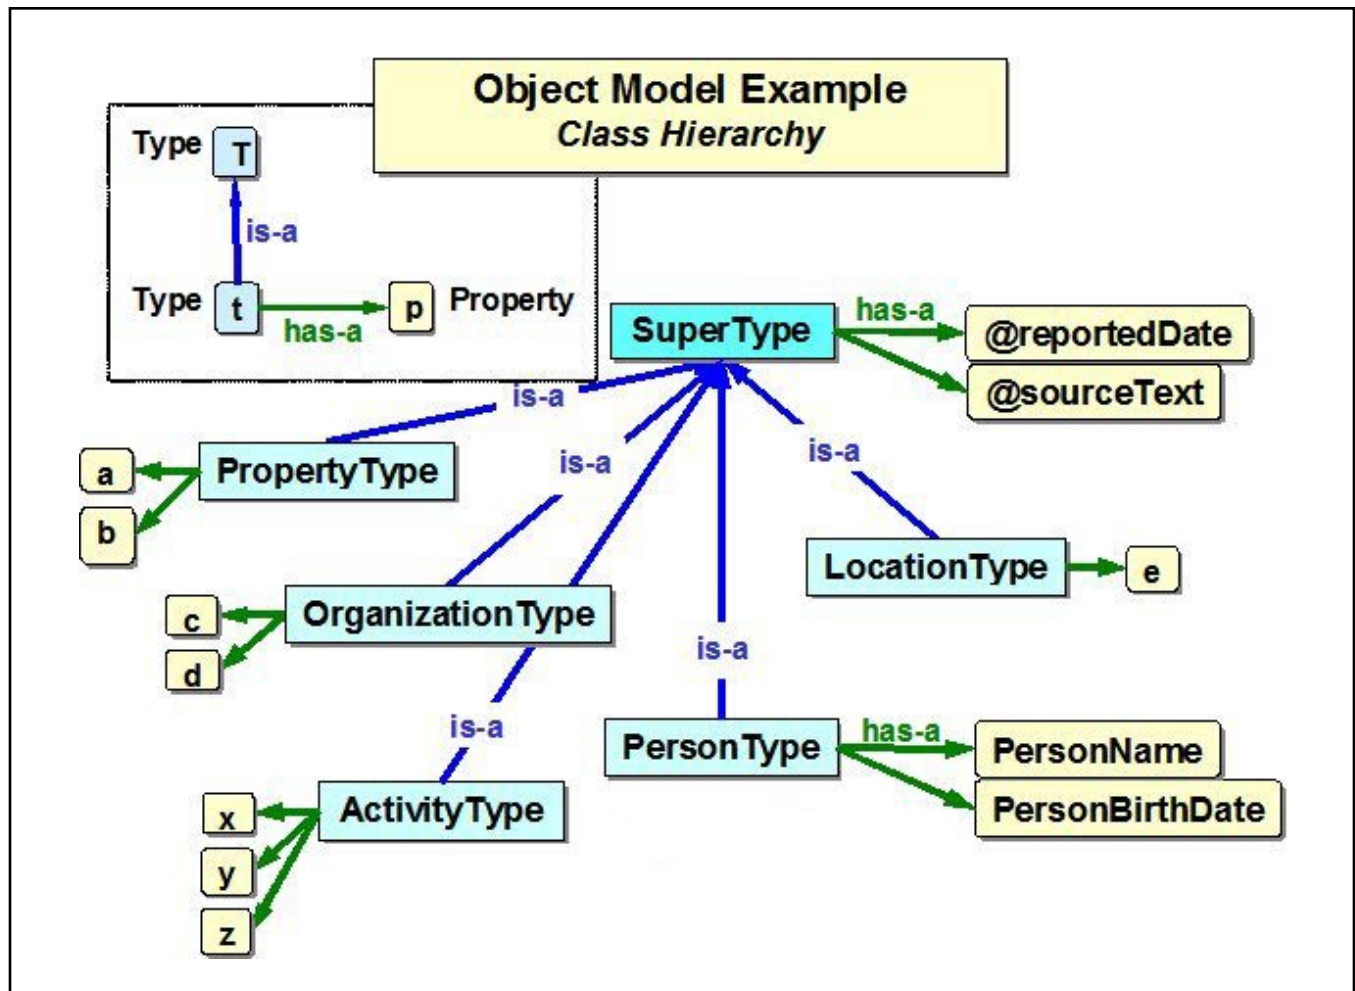 Object Model Example
Class Hierarchy
Type T
is-a
Type t has-a p Property
SuperType
has-a
@reportedDate
@sourceText
is-a
PropertyType
a
b
is-a
OrganizationType
c
d
is-a
ActivityType
x
y
z
is-a
PersonType
has-a
PersonName
PersonBirthDate
is-a
LocationType
e